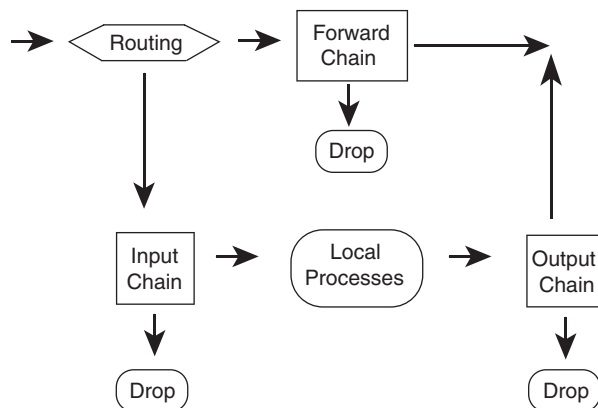 Routing
Forward
Chain
Drop
Input
Chain
Local
Processes
Output
Chain
Drop
Drop